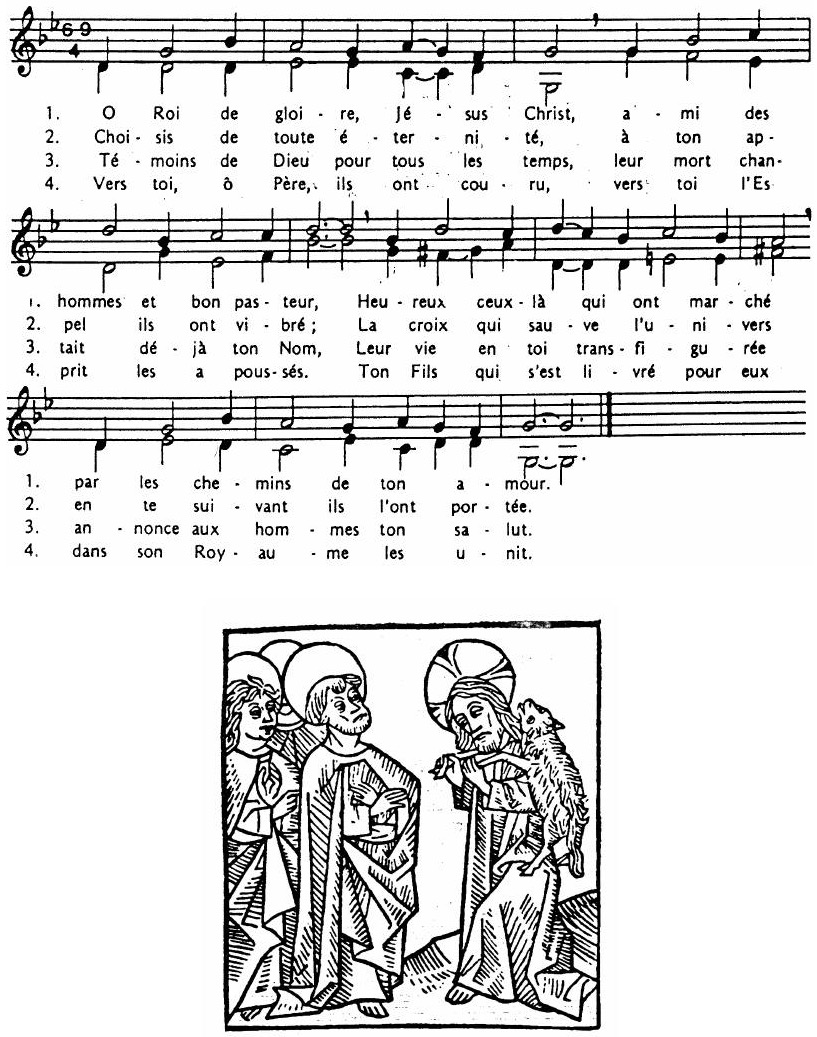 6 9
4
1. O Roi de gloi - re, Jé - sus Christ, a - mi des
2. Choi - sis de toute é - ter - ni - té, à ton ap-
3. Té - moins de Dieu pour tous les temps, leur mort chan-
4. Vers toi, ô Père, ils ont cou - ru, vers toi l'Es
1. hommes et bon pas - teur, Heu - reux ceux - là qui ont mar - ché
2. pel ils ont vi - bré ; La croix qui sau - ve l'u - ni - vers
3. tait dé - jà ton Nom, Leur vie en toi trans - fi - gu - rée
4. prit les a pous - sés. Ton Fils qui s'est li - vré pour eux
1. par les che - mins de ton a - mour.
2. en te sui - vant ils l'ont por - tée.
3. an - nonce aux hom - mes ton sa - lut.
4. dans son Roy - au - me les u - nit.